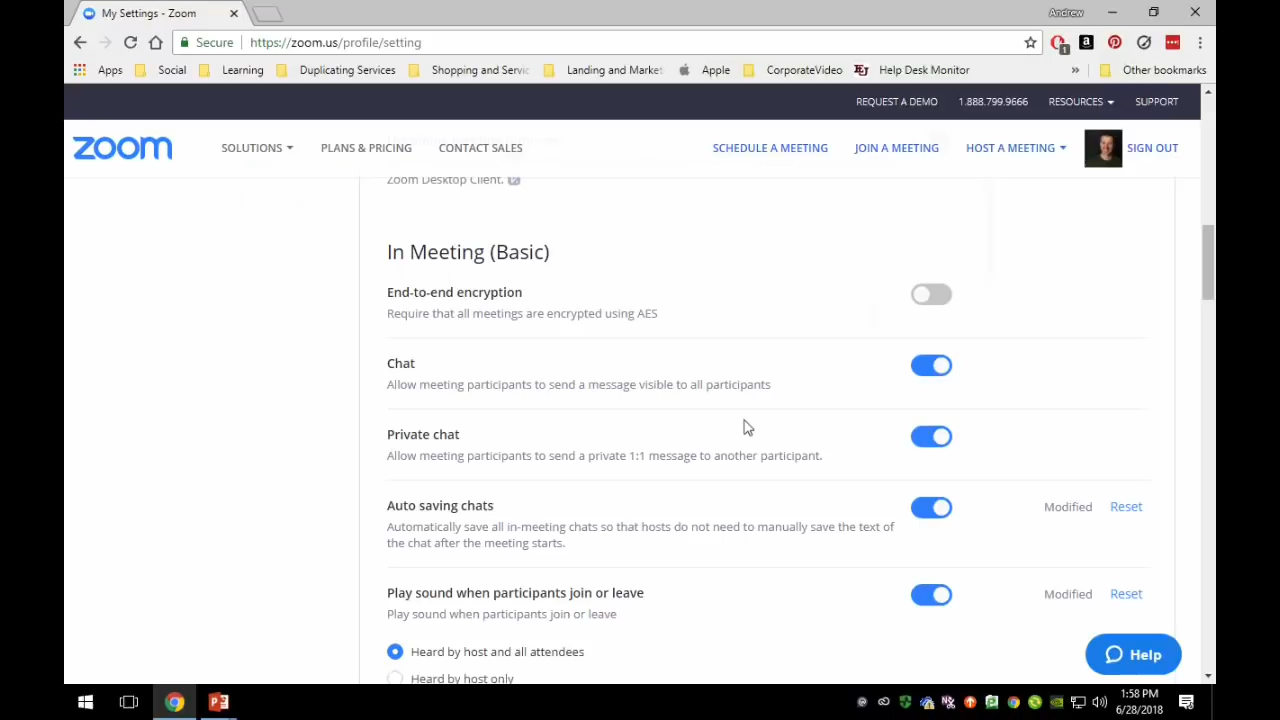 My Settings - Zoom
Andrew
Secure
https://zoom.us/profile/setting
1
Apps
Social
Learning
Duplicating Services
Shopping and Servic
Landing and Market
Apple
CorporateVideo
Help Desk Monitor
Other bookmarks
REQUEST A DEMO
1.888.799.9666
RESOURCES
SUPPORT
zoom
SOLUTIONS
PLANS & PRICING
CONTACT SALES
SCHEDULE A MEETING
JOIN A MEETING
HOST A MEETING
SIGN OUT
Zoom Desktop Client.
In Meeting (Basic)
End-to-end encryption
Require that all meetings are encrypted using AES
Chat
Allow meeting participants to send a message visible to all participants
Private chat
Allow meeting participants to send a private 1:1 message to another participant.
Auto saving chats
Modified
Reset
Automatically save all in-meeting chats so that hosts do not need to manually save the text of
the chat after the meeting starts.
Play sound when participants join or leave
Modified
Reset
Play sound when participants join or leave
Heard by host and all attendees
Heard by host only
Help
1:58 PM
6/28/2018